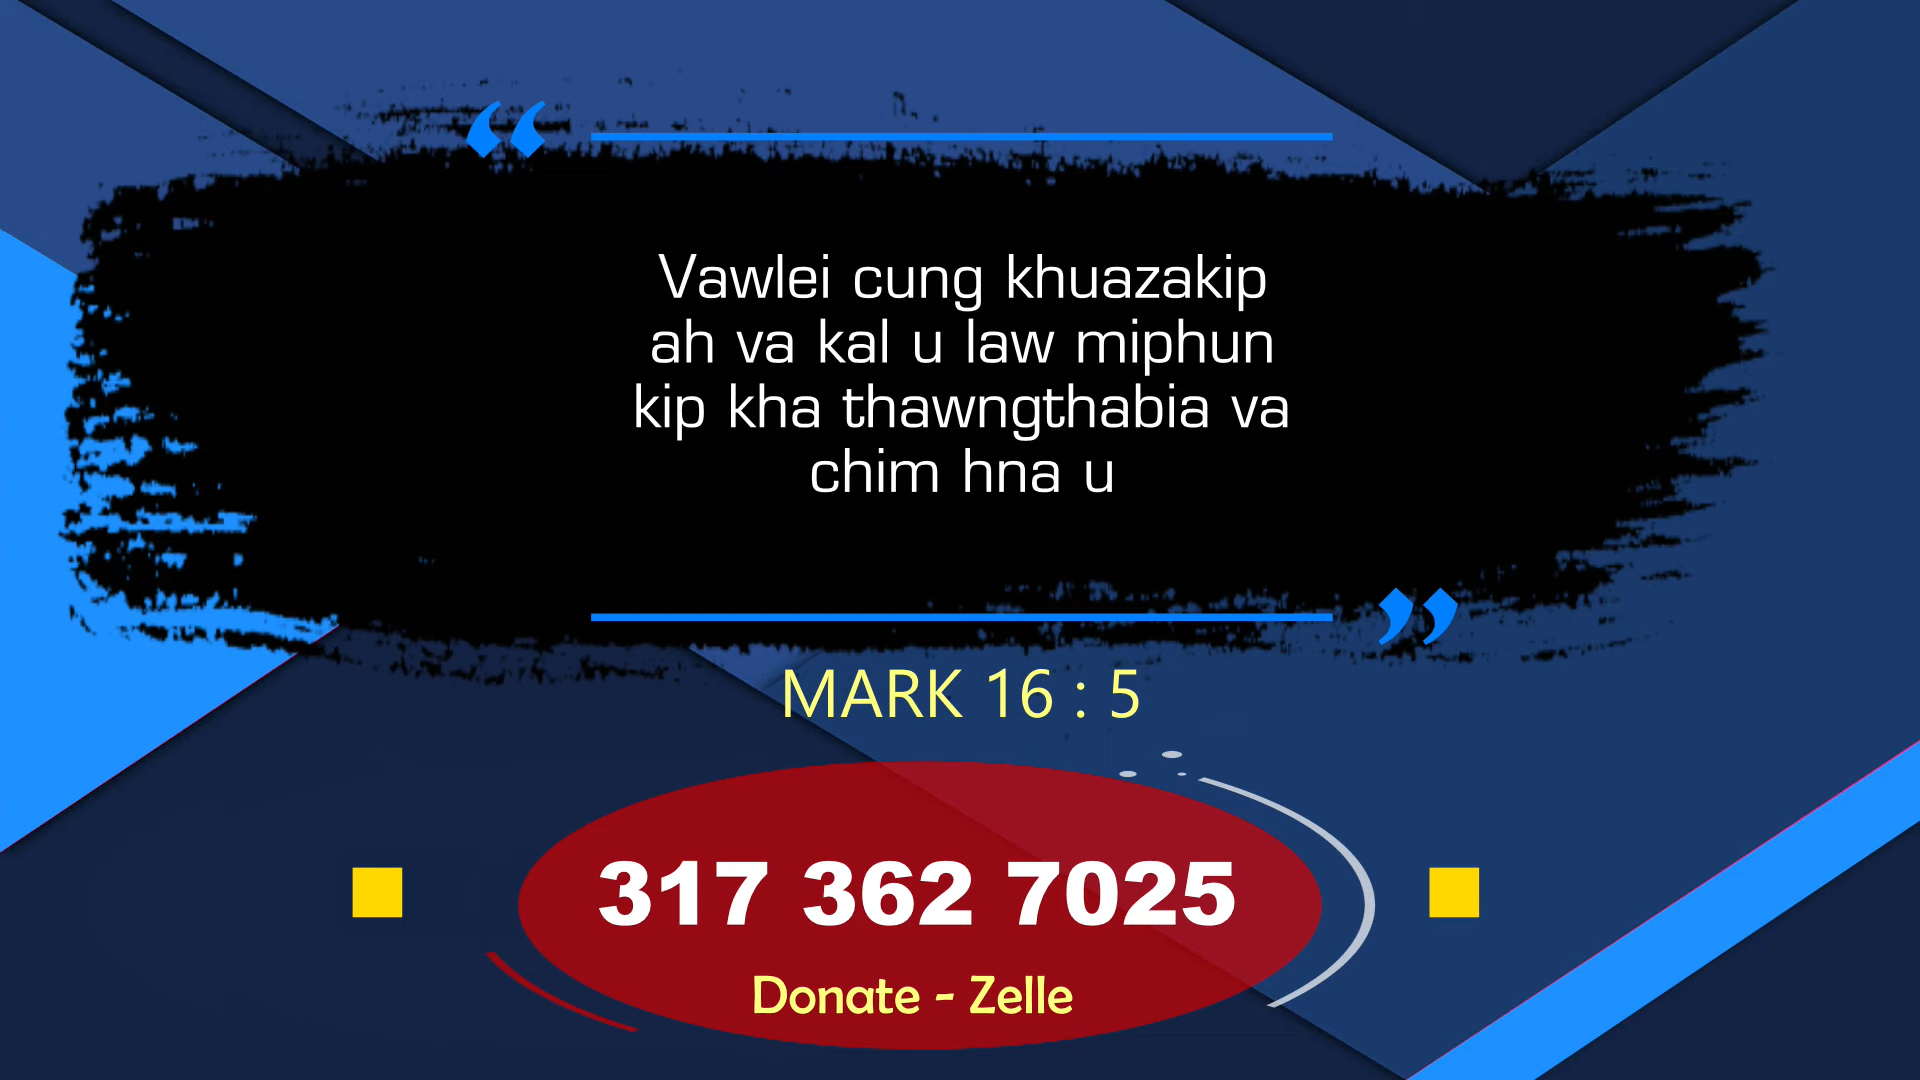 “
Vawlei cung khuazakip
ah va kal u law miphun
kip kha thawngthabia va
chim hna u
”
MARK 16 : 5
317 362 7025
Donate - Zelle